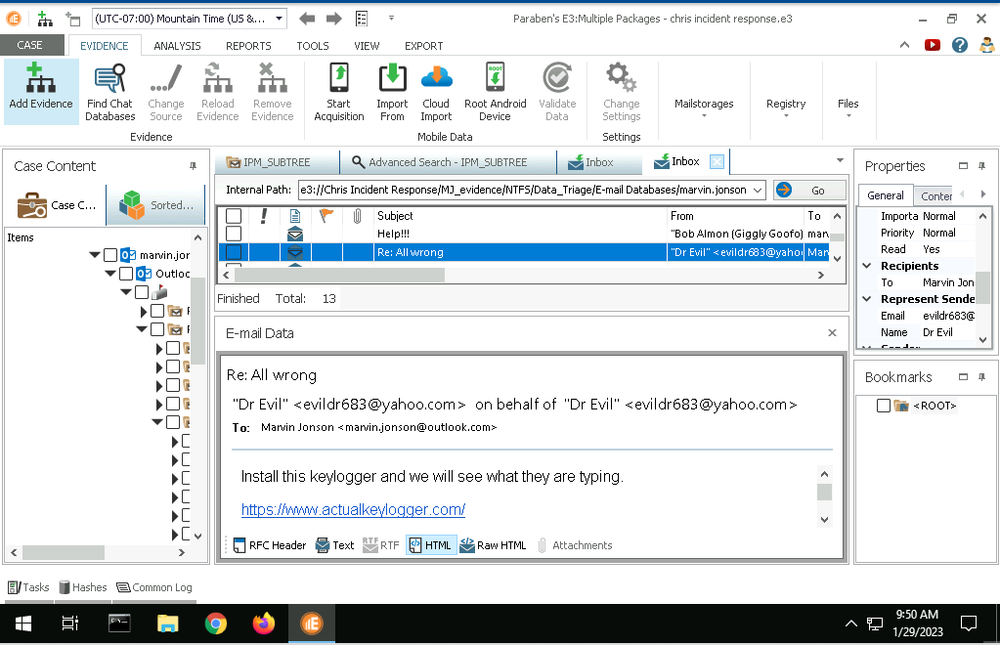 (UTC-07:00) Mountain Time (US &...
Paraben's E3:Multiple Packages - chris incident response.e3
CASE
EVIDENCE
ANALYSIS
REPORTS
TOOLS
VIEW
EXPORT
Add Evidence
Find Chat Databases
Change Source
Reload Evidence
Remove Evidence
Evidence
Start Acquisition
Import From
Cloud Import
ROOT
Root Android Device
Validate Data
Mobile Data
Change Settings
Settings
Mailstorages
Registry
Files
Case Content
Case C...
Sorted...
Items
marvin.jor
Outloo
IPM_SUBTREE
Advanced Search - IPM_SUBTREE
Inbox
Inbox
Internal Path: e3://Chris Incident Response/MJ_evidence/NTFS/Data_Triage/E-mail Databases/marvin.jonson
Go
! Subject From To
Help!!! "Bob Almon (Giggly Goofo) man
Re: All wrong "Dr Evil" <evildr683@yahoo Mar
Finished Total: 13
E-mail Data
Re: All wrong
"Dr Evil" <evildr683@yahoo.com> on behalf of "Dr Evil" <evildr683@yahoo.com>
To: Marvin Jonson <marvin.jonson@outlook.com>
Install this keylogger and we will see what they are typing.
https://www.actualkeylogger.com/
RFC Header Text RTF HTML Raw HTML Attachments
Properties
General Conter
Importa Normal
Priority Normal
Read Yes
Recipients
To Marvin Jon
Represent Sende
Email evildr683@
Name Dr Evil
Bookmarks
<ROOT>
Tasks Hashes Common Log
9:50 AM
1/29/2023